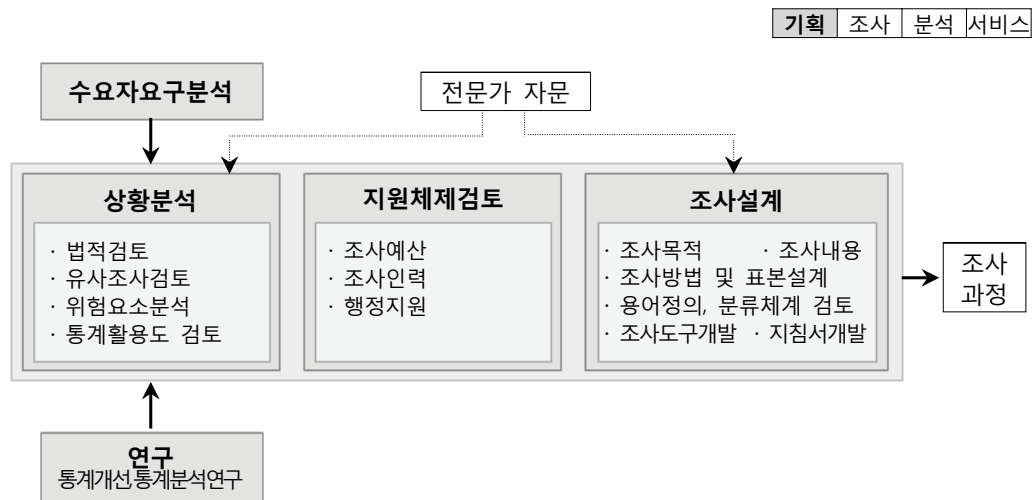 기획 조사 분석 서비스
수요자요구분석
전문가 자문
상황분석
· 법적검토
· 유사조사검토
· 위험요소분석
· 통계활용도 검토
지원체제검토
· 조사예산
· 조사인력
· 행정지원
조사설계
· 조사목적 · 조사내용
· 조사방법 및 표본설계
· 용어정의, 분류체계 검토
· 조사도구개발 · 지침서개발
조사
과정
연구
통계개선,통계분석연구